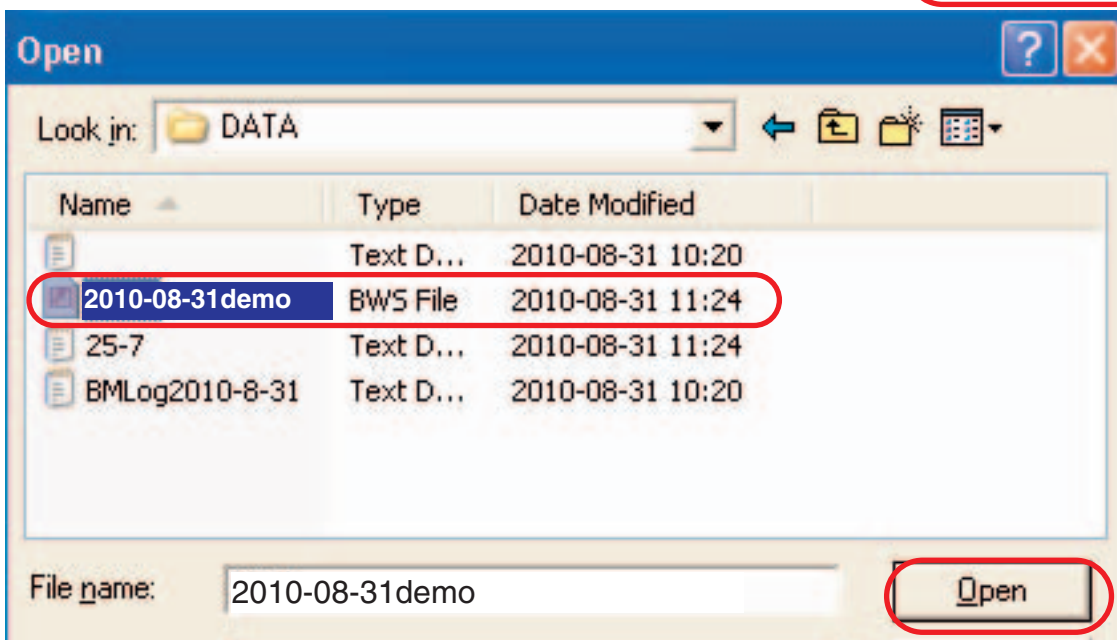 Open
Look in: DATA
Name Type Date Modified
Text D... 2010-08-31 10:20
2010-08-31demo BWS File 2010-08-31 11:24
25-7 Text D... 2010-08-31 11:24
BMLog2010-8-31 Text D... 2010-08-31 10:20
File name: 2010-08-31demo Open